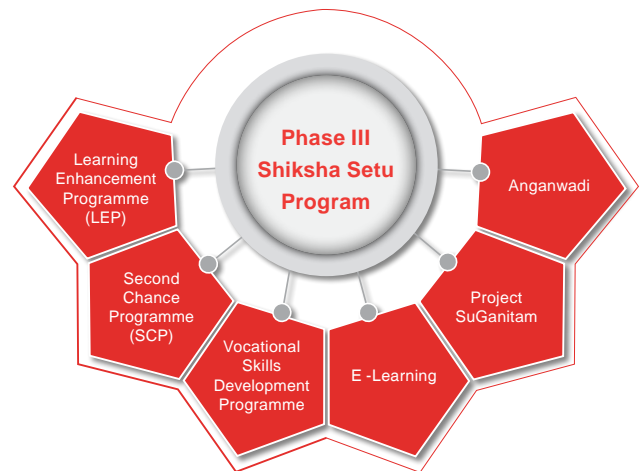 Phase III
Shiksha Setu
Program
Learning
Enhancement
Programme
(LEP)
Second
Chance
Programme
(SCP)
Vocational
Skills
Development
Programme
E -Learning
Project
SuGanitam
Anganwadi